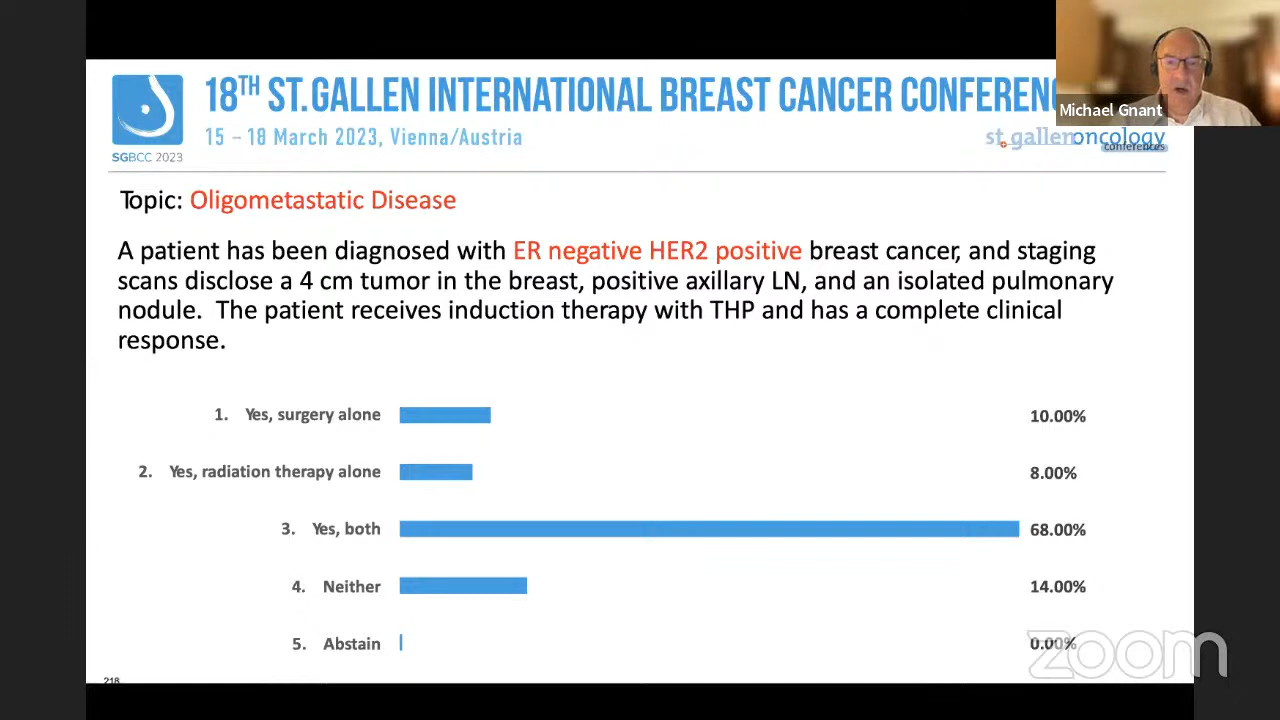 18TH ST.GALLEN INTERNATIONAL BREAST CANCER CONFEREN
Michael Gnant
15 – 18 March 2023, Vienna/Austria
st.gallenoncology
conferences
SGBCC 2023
Topic: Oligometastatic Disease
A patient has been diagnosed with ER negative HER2 positive breast cancer, and staging
scans disclose a 4 cm tumor in the breast, positive axillary LN, and an isolated pulmonary
nodule. The patient receives induction therapy with THP and has a complete clinical
response.
1. Yes, surgery alone 10.00%
2. Yes, radiation therapy alone 8.00%
3. Yes, both 68.00%
4. Neither 14.00%
5. Abstain 0.00%
zoom
218